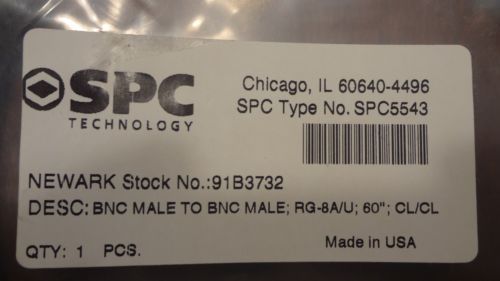 SPC
TECHNOLOGY
Chicago, IL 60640-4496
SPC Type No. SPC5543
NEWARK Stock No.:91B3732
DESC: BNC MALE TO BNC MALE; RG-8A/U; 60"; CL/CL
QTY: 1 PCS.
Made in USA